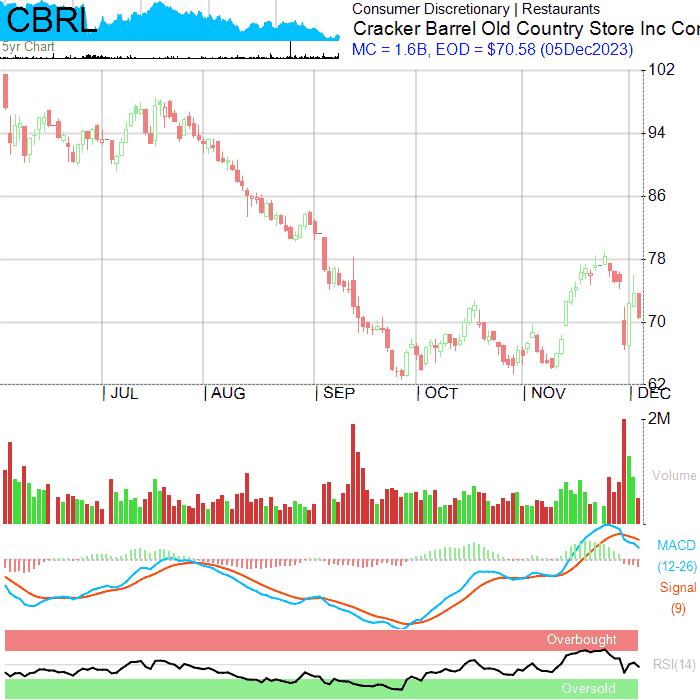 CBRL
Consumer Discretionary | Restaurants
Cracker Barrel Old Country Store Inc Cor
MC = 1.6B, EOD = $70.58 (05Dec2023)
5yr Chart
102
94
86
78
70
62
JUL
AUG
SEP
OCT
NOV
DEC
2M
Volume
MACD
(12-26)
Signal
(9)
Overbought
RSI(14)
Oversold